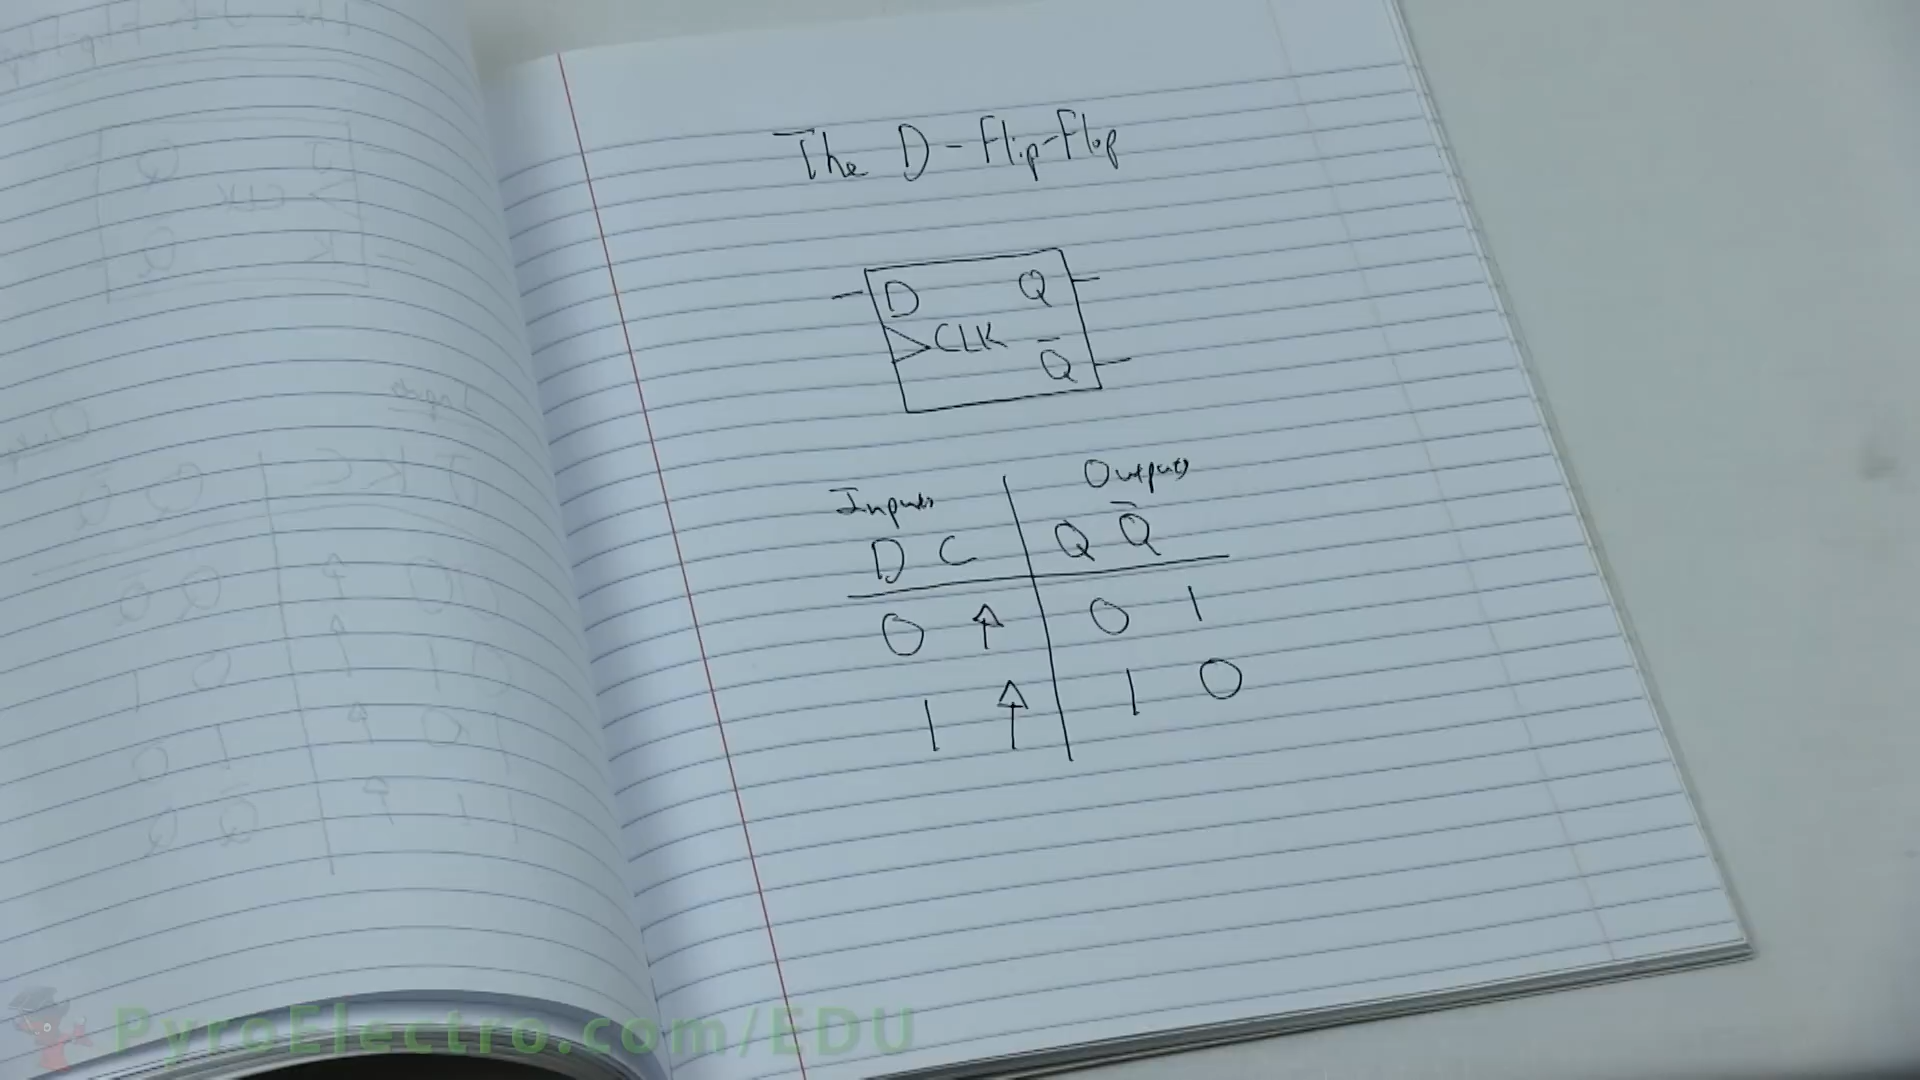 The D-Flip-Flop
D Q
CLK
Q̅
Inputs Outputs
D C Q Q̅
0 ↑ 0 1
1 ↑ 1 0
PyroElectro.com/EDU